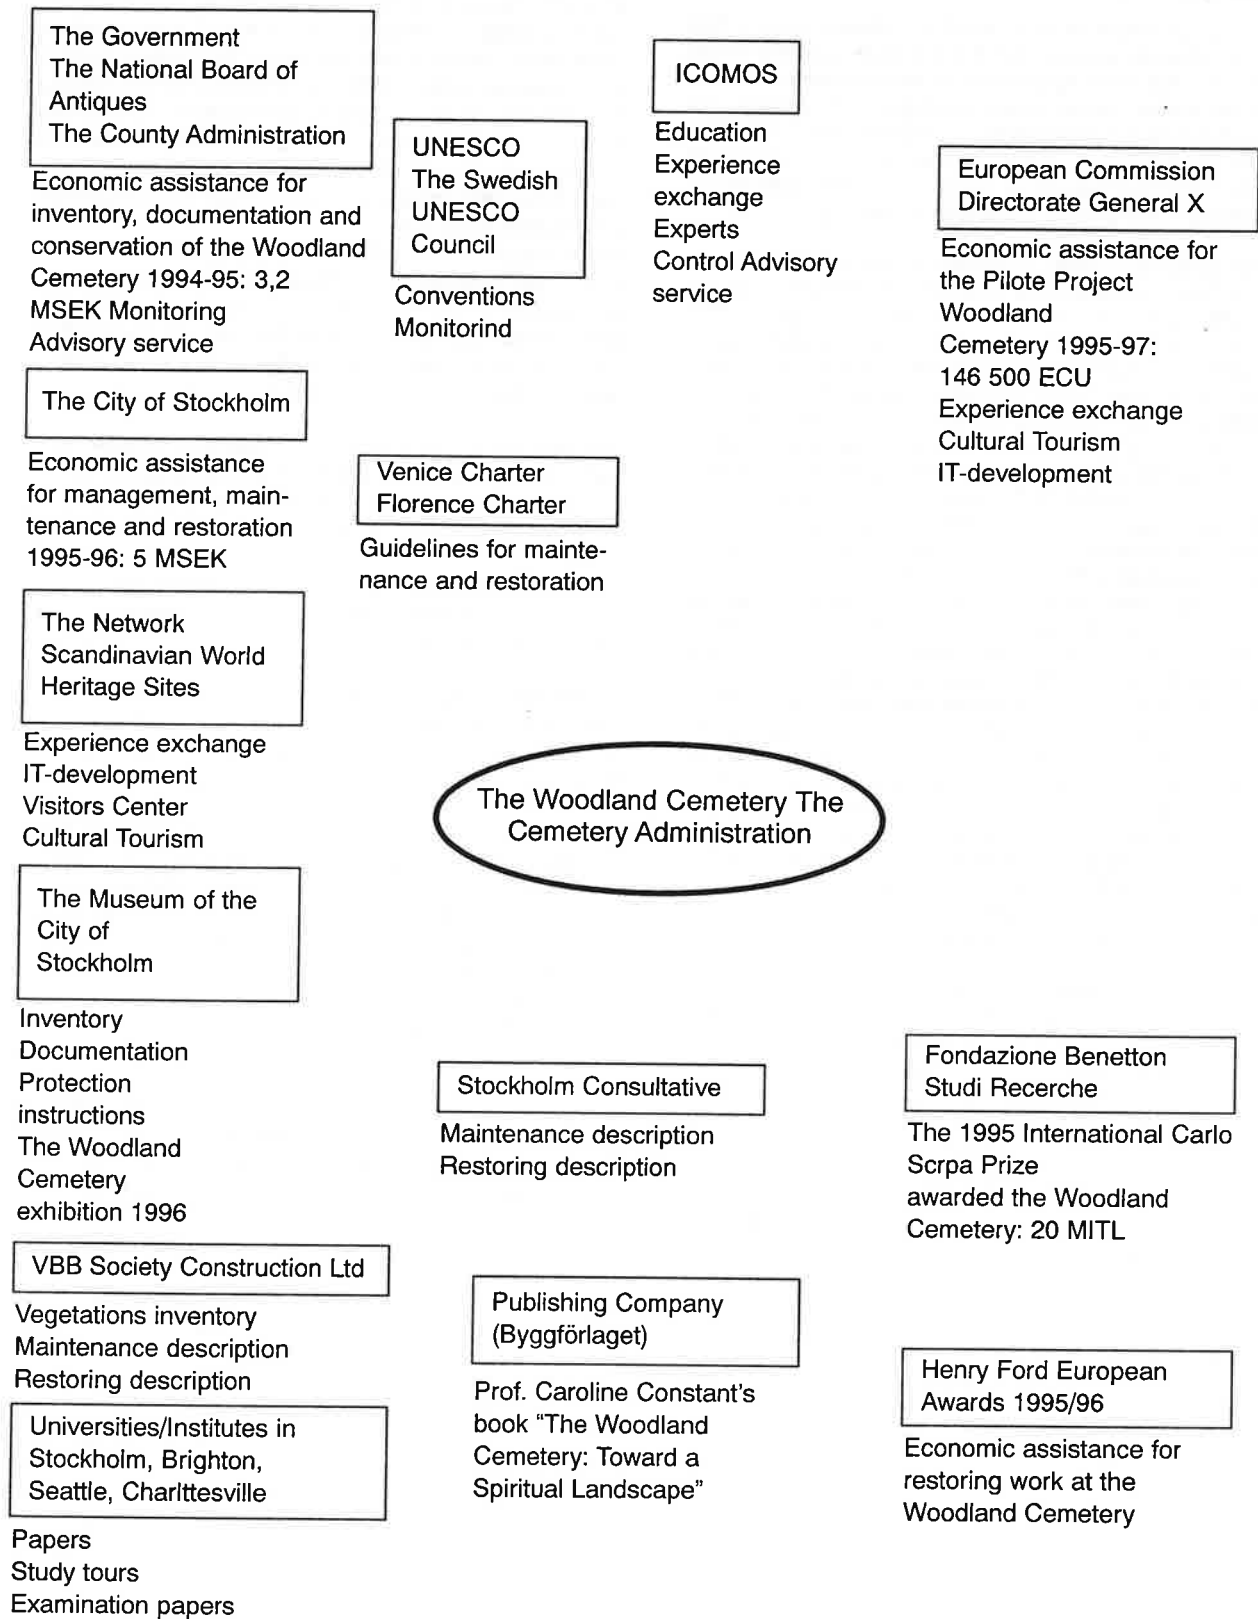 The Government
The National Board of
Antiques
The County Administration
Economic assistance for
inventory, documentation and
conservation of the Woodland
Cemetery 1994-95: 3,2
MSEK Monitoring
Advisory service
UNESCO
The Swedish
UNESCO
Council
Conventions
Monitorind
ICOMOS
Education
Experience
exchange
Experts
Control Advisory
service
European Commission
Directorate General X
Economic assistance for
the Pilote Project
Woodland
Cemetery 1995-97:
146 500 ECU
Experience exchange
Cultural Tourism
IT-development
The City of Stockholm
Economic assistance
for management, main-
tenance and restoration
1995-96: 5 MSEK
Venice Charter
Florence Charter
Guidelines for mainte-
nance and restoration
The Network
Scandinavian World
Heritage Sites
Experience exchange
IT-development
Visitors Center
Cultural Tourism
The Woodland Cemetery The
Cemetery Administration
The Museum of the
City of
Stockholm
Inventory
Documentation
Protection
instructions
The Woodland
Cemetery
exhibition 1996
Stockholm Consultative
Maintenance description
Restoring description
Fondazione Benetton
Studi Recerche
The 1995 International Carlo
Scrpa Prize
awarded the Woodland
Cemetery: 20 MITL
VBB Society Construction Ltd
Vegetations inventory
Maintenance description
Restoring description
Publishing Company
(Byggförlaget)
Prof. Caroline Constant's
book "The Woodland
Cemetery: Toward a
Spiritual Landscape"
Henry Ford European
Awards 1995/96
Economic assistance for
restoring work at the
Woodland Cemetery
Universities/Institutes in
Stockholm, Brighton,
Seattle, Charlttesville
Papers
Study tours
Examination papers